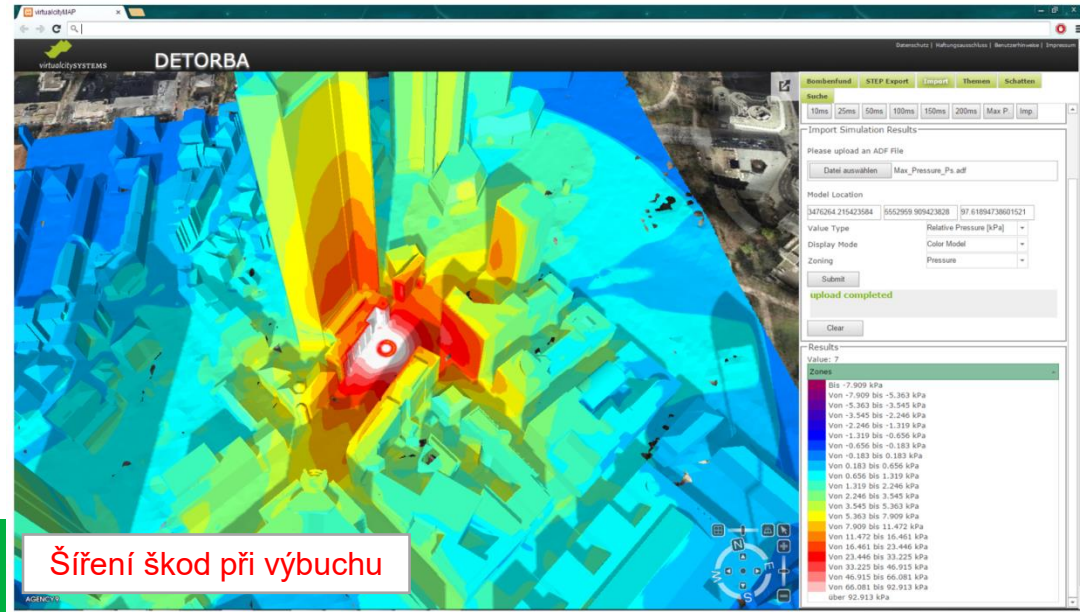 virtualcityMAP
Datenschutz | Haftungsausschluss | Benutzerhinweise | Impressum
virtualcitySYSTEMS
DETORBA
Bombenfund STEP Export Import Themen Schatten
Suche
10ms 25ms 50ms 100ms 150ms 200ms Max P. Imp.
Import Simulation Results
Please upload an ADF File
Datei auswählen Max_Pressure_Ps.adf
Model Location
3476264.215423584 5552959.909423828 97.61894738601521
Value Type Relative Pressure [kPa]
Display Mode Color Model
Zoning Pressure
Submit
upload completed
Clear
Results
Value: ?
Zones
Bis -7.909 kPa
Von -7.909 bis -5.363 kPa
Von -5.363 bis -3.545 kPa
Von -3.545 bis -2.246 kPa
Von -2.246 bis -1.319 kPa
Von -1.319 bis -0.656 kPa
Von -0.656 bis -0.183 kPa
Von -0.183 bis 0.183 kPa
Von 0.183 bis 0.656 kPa
Von 0.656 bis 1.319 kPa
Von 1.319 bis 2.246 kPa
Von 2.246 bis 3.545 kPa
Von 3.545 bis 5.363 kPa
Von 5.363 bis 7.909 kPa
Von 7.909 bis 11.472 kPa
Von 11.472 bis 16.461 kPa
Von 16.461 bis 23.446 kPa
Von 23.446 bis 33.225 kPa
Von 33.225 bis 46.915 kPa
Von 46.915 bis 66.081 kPa
Von 66.081 bis 92.913 kPa
über 92.913 kPa
N
E
S
Šíření škod při výbuchu